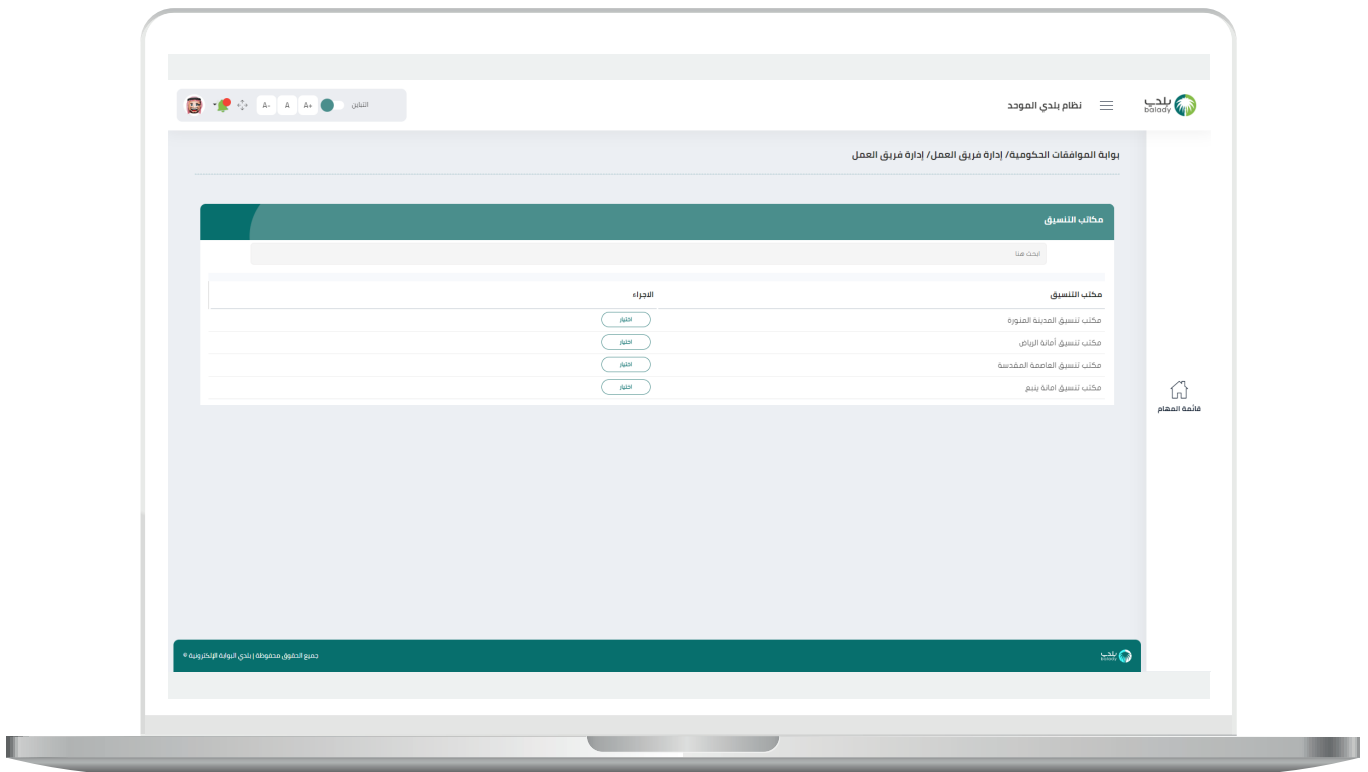 بلدي
balady
نظام بلدي الموحد
التباين
A+
A
A-
بوابة الموافقات الحكومية/ إدارة فريق العمل/ إدارة فريق العمل
مكاتب التنسيق
ابحث هنا
مكتب التنسيق الاجراء
مكتب تنسيق المدينة المنورة اختيار
مكتب تنسيق أمانة الرياض اختيار
مكتب تنسيق العاصمة المقدسة اختيار
مكتب تنسيق امانة ينبع اختيار
قائمة المهام
بلدي
balady
جميع الحقوق محفوظة | بلدي البوابة الإلكترونية ©